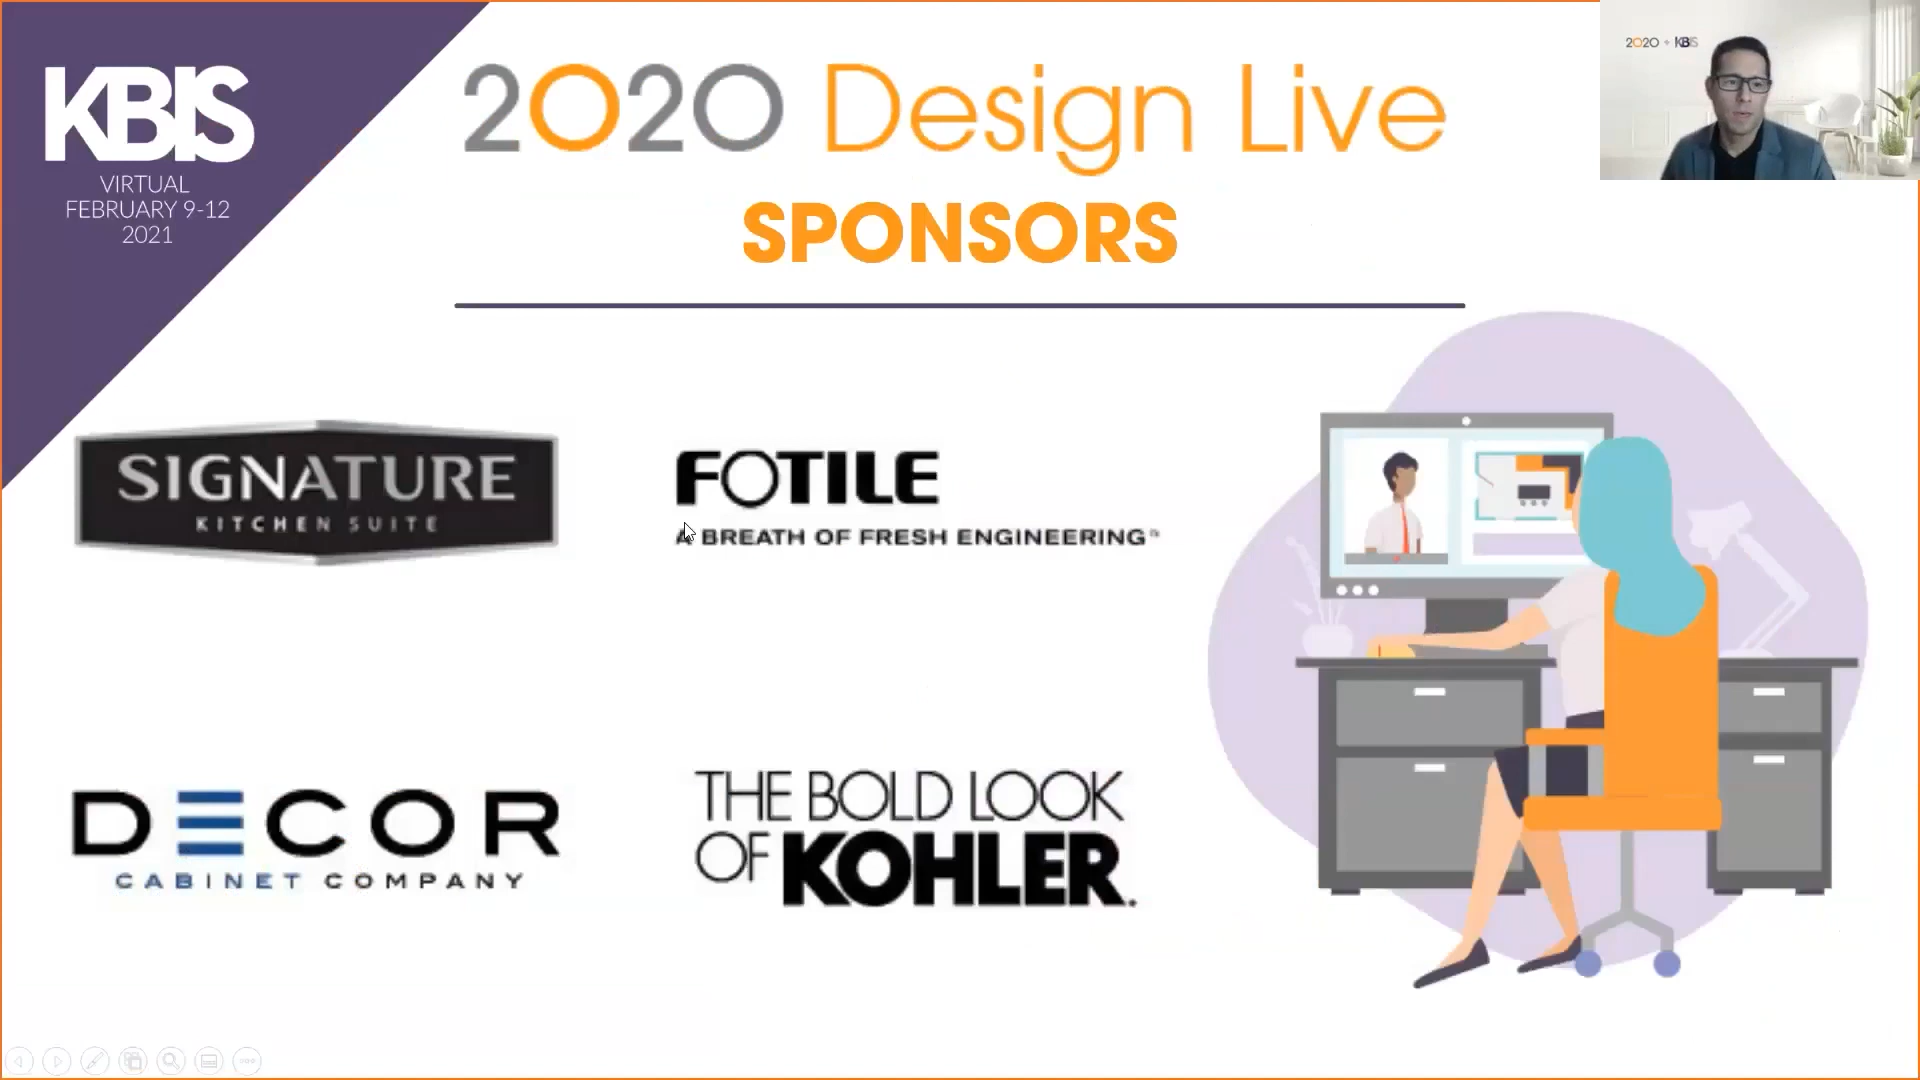 KBIS
VIRTUAL
FEBRUARY 9-12
2021
2020 Design Live
SPONSORS
2020 + KBIS
SIGNATURE
KITCHEN SUITE
FOTILE
A BREATH OF FRESH ENGINEERING
DECOR
CABINET COMPANY
THE BOLD LOOK
OF KOHLER.